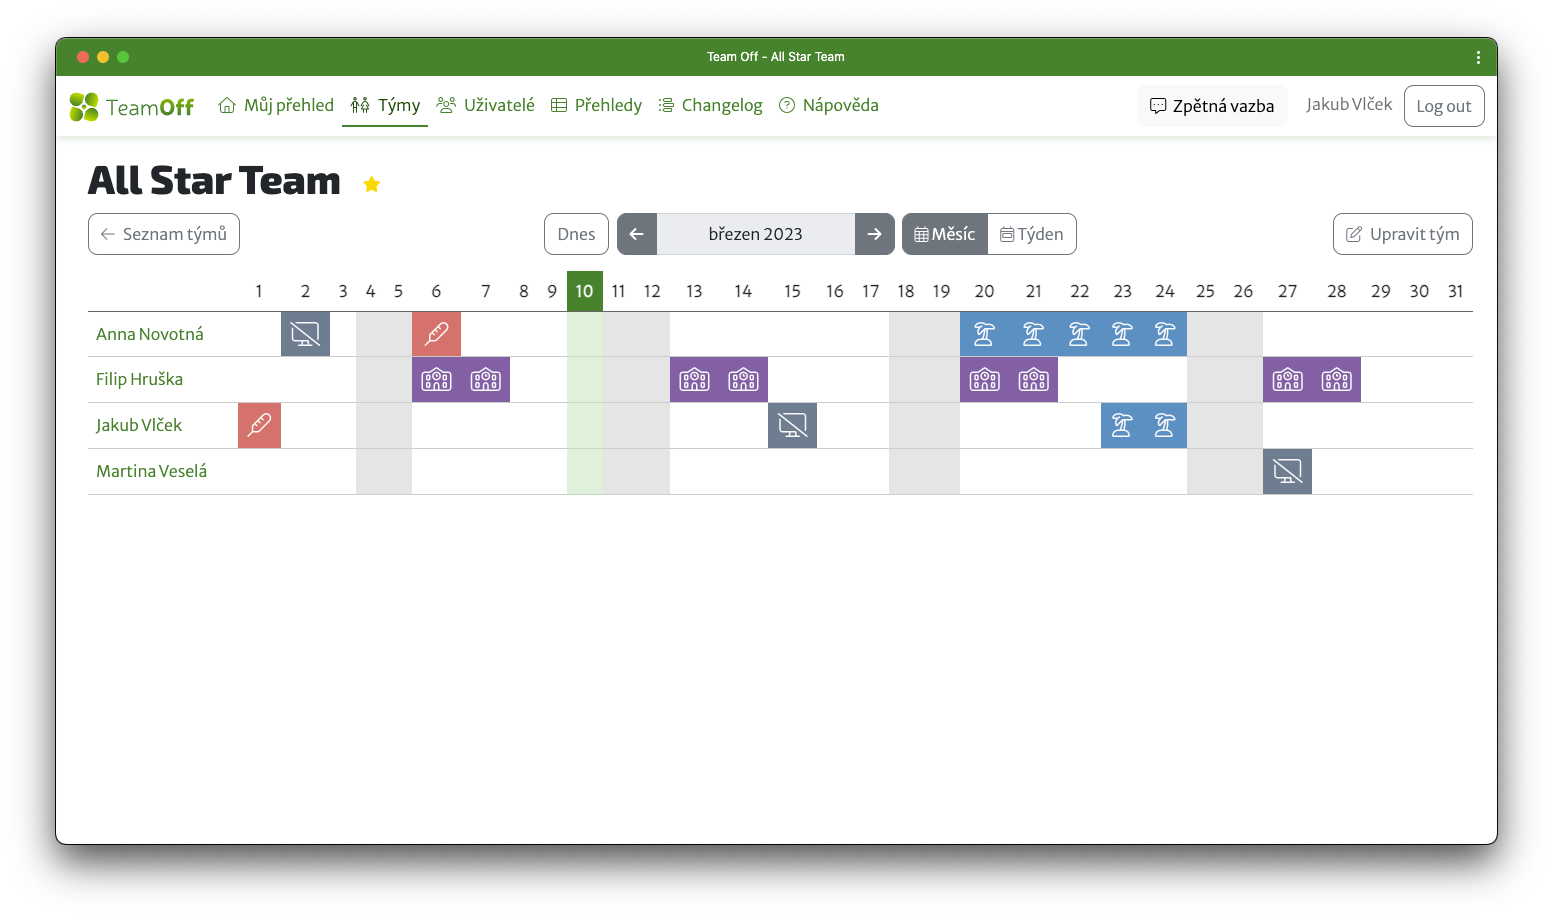 Team Off - All Star Team
TeamOff Můj přehled Týmy Uživatelé Přehledy Changelog Nápověda Zpětná vazba Jakub Vlček Log out
All Star Team
Seznam týmů Dnes březen 2023 Měsíc Týden Upravit tým
1 2 3 4 5 6 7 8 9 10 11 12 13 14 15 16 17 18 19 20 21 22 23 24 25 26 27 28 29 30 31
Anna Novotná
Filip Hruška
Jakub Vlček
Martina Veselá